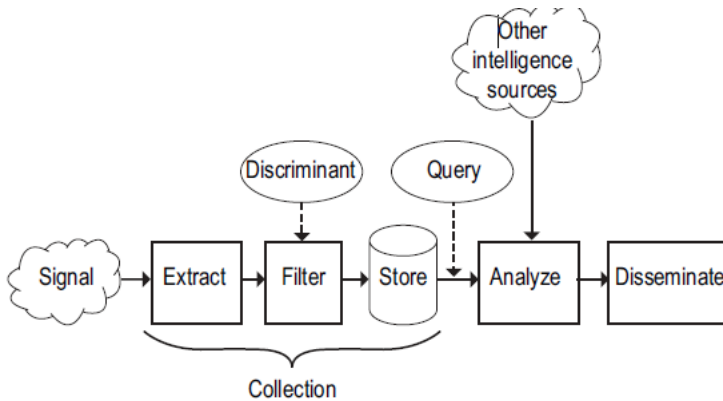 Other
intelligence
sources
Discriminant
Query
Signal
Extract
Filter
Store
Analyze
Disseminate
Collection